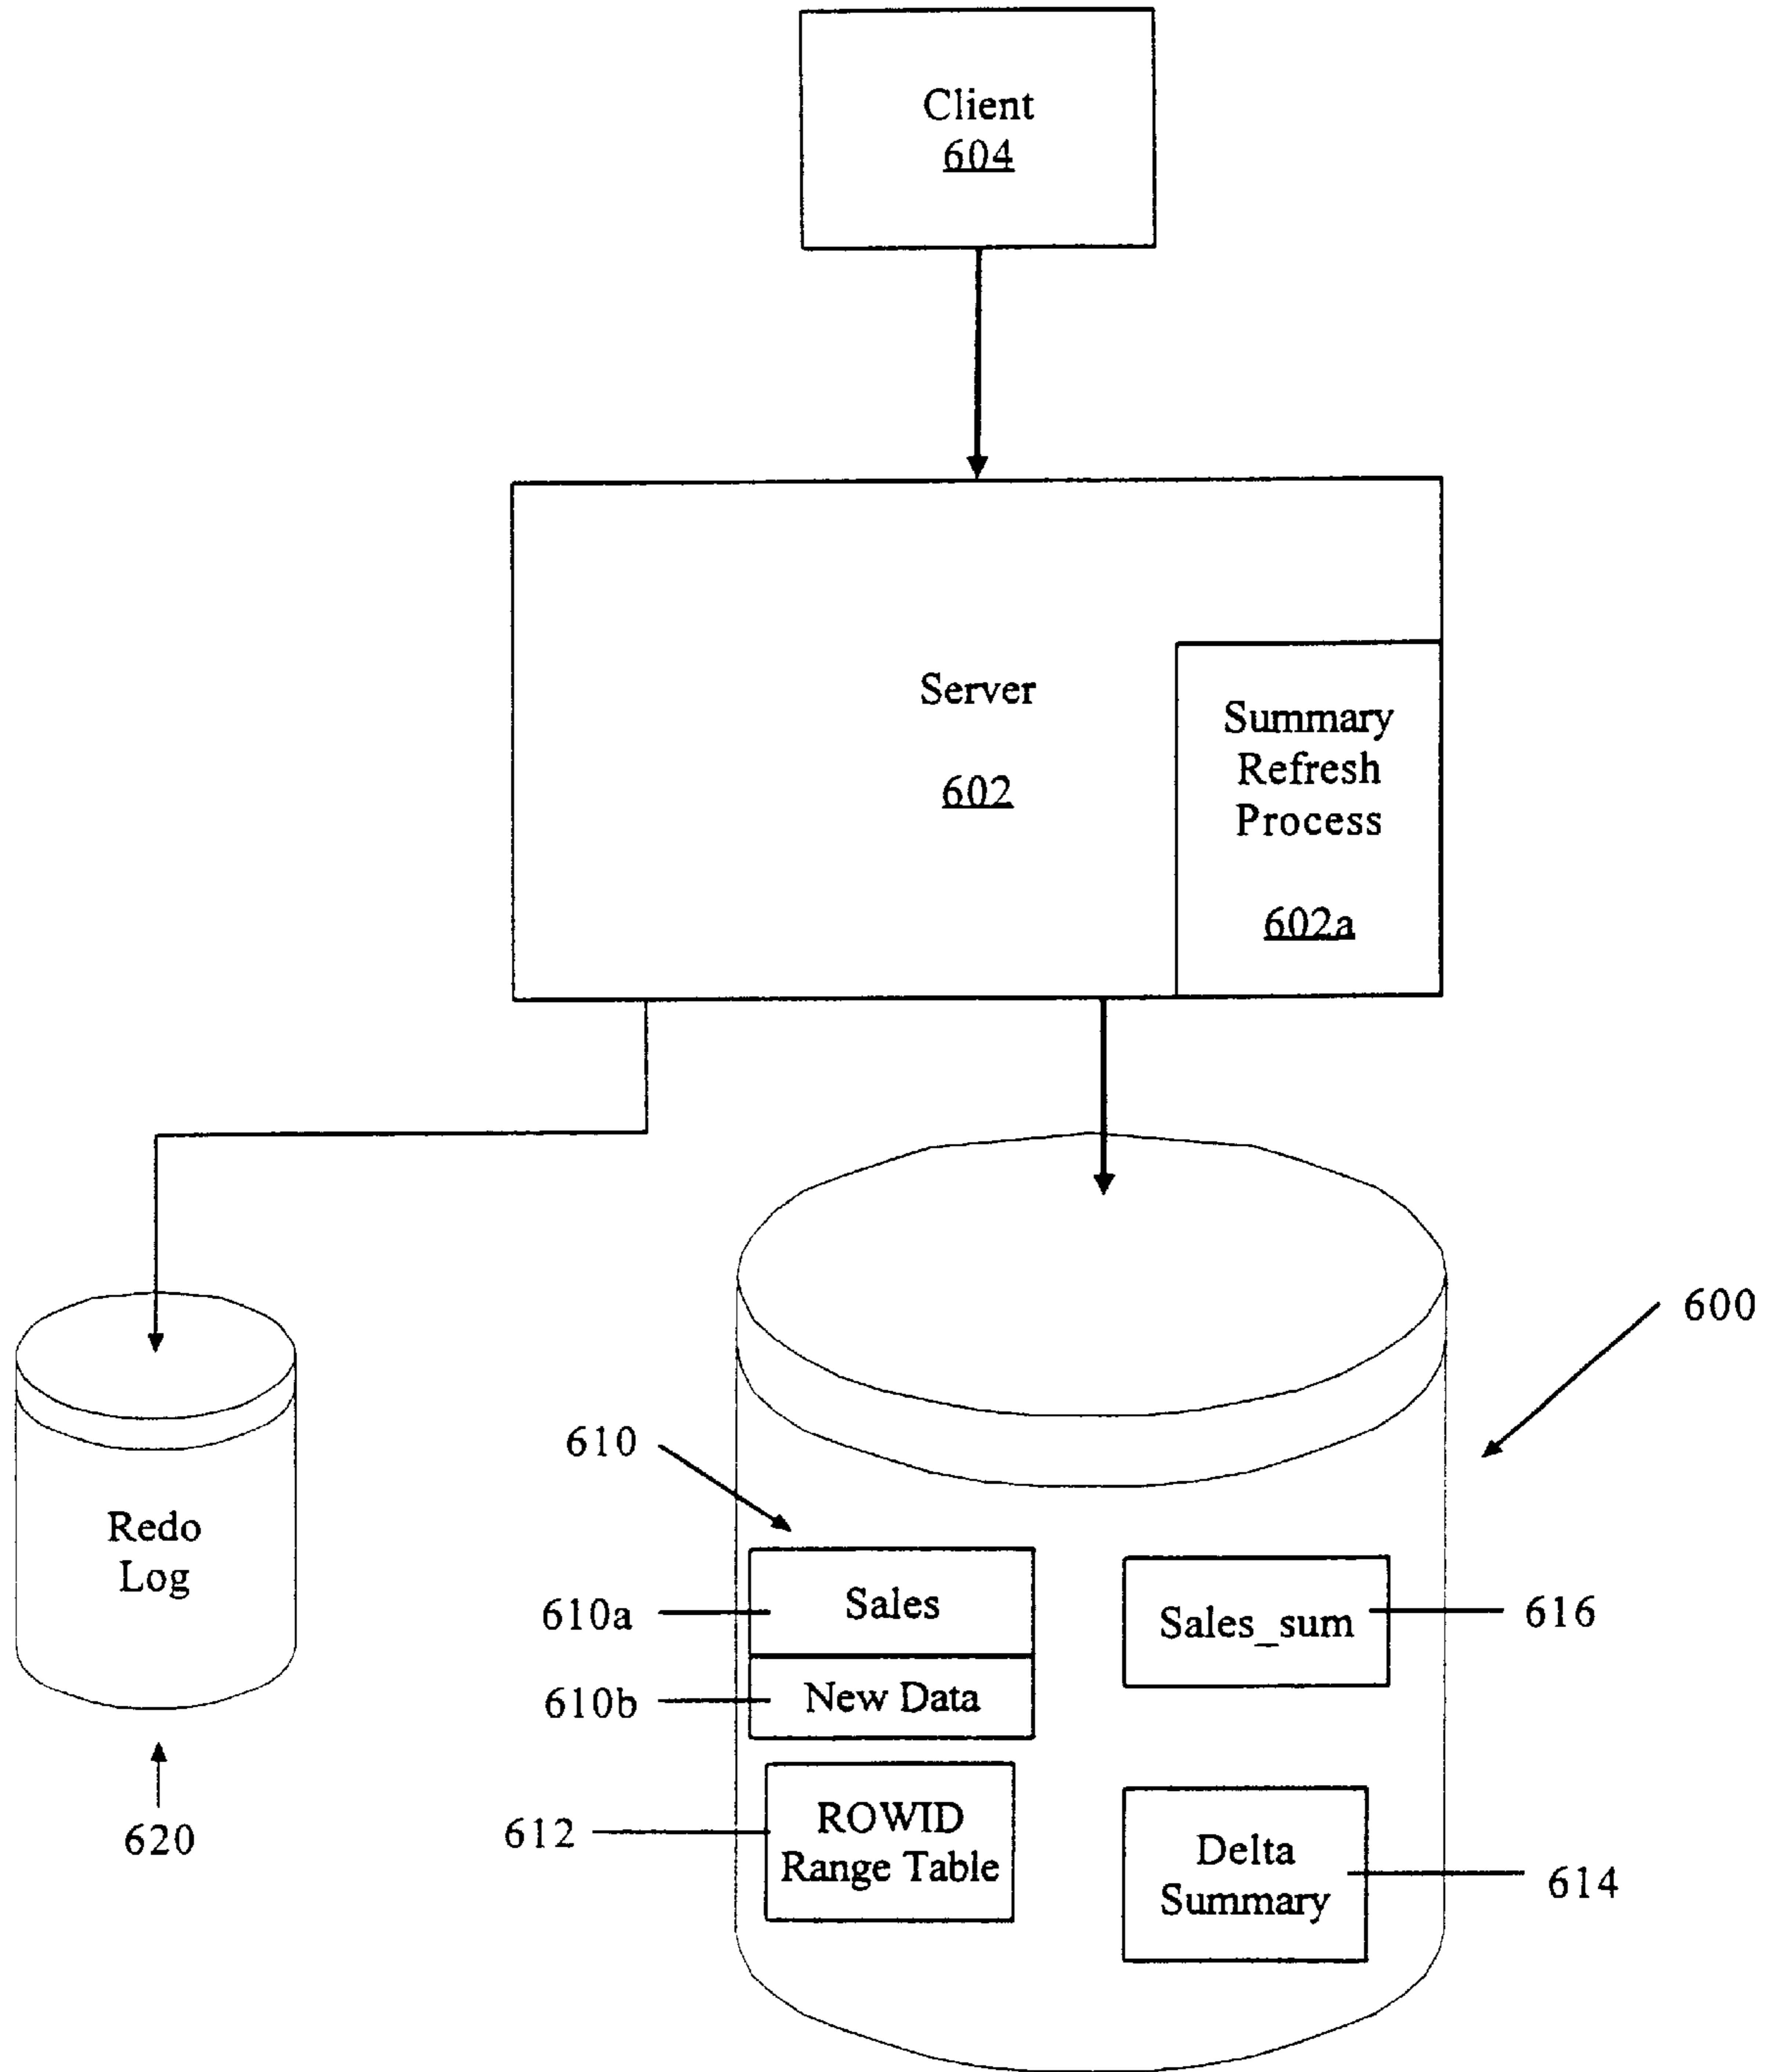 Client
604
Server
602
Summary
Refresh
Process
602a
600
610
Redo
Log
610a
Sales
Sales_sum
616
610b
New Data
620
612
ROWID
Range Table
Delta
Summary
614